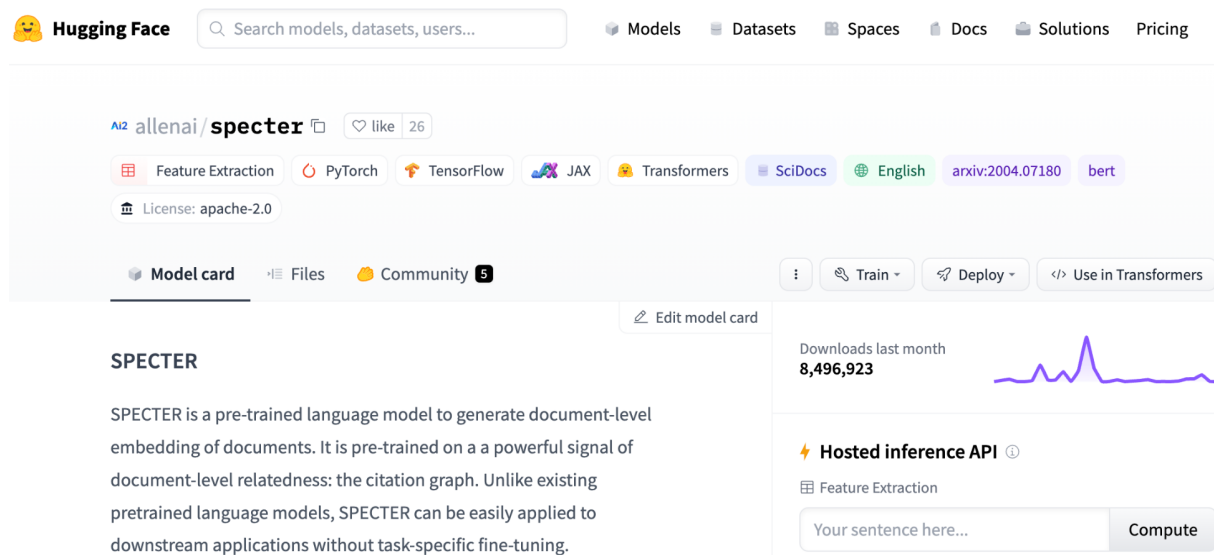 Hugging Face
Search models, datasets, users...
Models
Datasets
Spaces
Docs
Solutions
Pricing
Ai2 allenai/specter
like 26
Feature Extraction
PyTorch
TensorFlow
JAX
Transformers
SciDocs
English
arxiv:2004.07180
bert
License: apache-2.0
Model card
Files
Community 5
Train
Deploy
</> Use in Transformers
Edit model card
SPECTER
SPECTER is a pre-trained language model to generate document-level
embedding of documents. It is pre-trained on a a powerful signal of
document-level relatedness: the citation graph. Unlike existing
pretrained language models, SPECTER can be easily applied to
downstream applications without task-specific fine-tuning.
Downloads last month
8,496,923
Hosted inference API
Feature Extraction
Your sentence here...
Compute